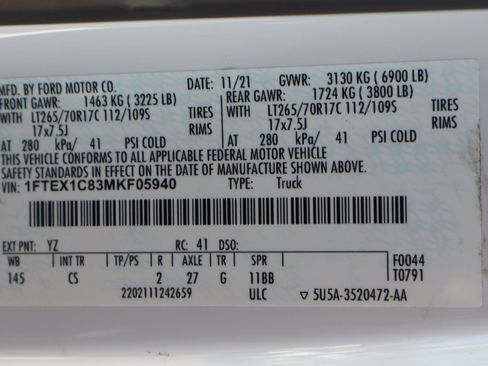 MFD. BY FORD MOTOR CO. DATE: 11/21 GVWR: 3130 KG ( 6900 LB)
FRONT GAWR: 1463 KG ( 3225 LB) REAR GAWR: 1724 KG ( 3800 LB)
WITH LT265/70R17C 112/109S TIRES WITH LT265/70R17C 112/109S TIRES
17x7.5J RIMS 17x7.5J RIMS
AT 280 kPa/ 41 PSI COLD AT 280 kPa/ 41 PSI COLD
THIS VEHICLE CONFORMS TO ALL APPLICABLE FEDERAL MOTOR VEHICLE
SAFETY STANDARDS IN EFFECT ON THE DATE OF MANUFACTURE SHOWN ABOVE.
VIN: 1FTEX1C83MKF05940 TYPE: Truck
EXT PNT: YZ RC: 41 DSO:
WB INT TR TP/PS R AXLE TR SPR F0044
145 CS 2 27 G 11BB T0791
2202111242659 ULC ▽ 5U5A-3520472-AA